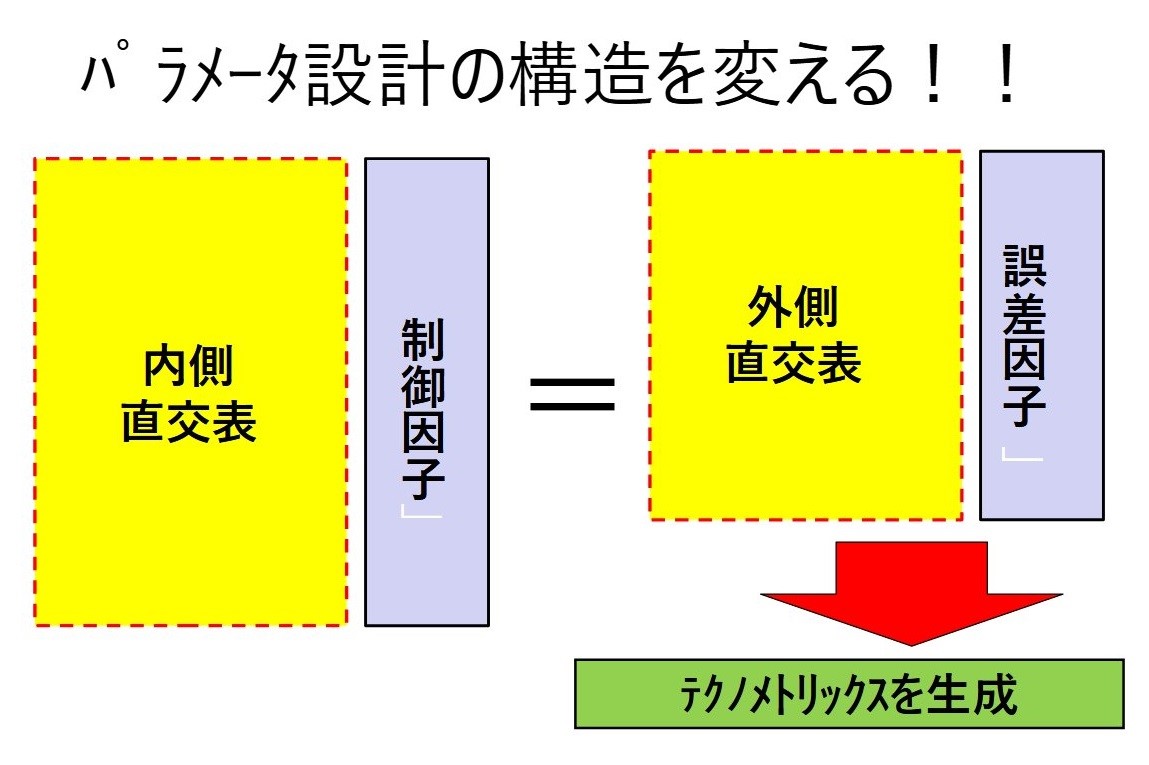 ﾊﾟﾗﾒｰﾀ設計の構造を変える！！
内側
直交表
制御因子」
＝
外側
直交表
誤差因子」
ﾃｸﾉﾒﾄﾘｯｸｽを生成